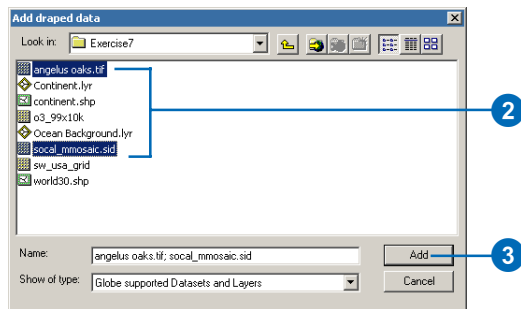 Add draped data
Look in: Exercise7
angelus oaks.tif
Continent.lyr
continent.shp
o3_99x10k
Ocean Background.lyr
socal_mmosaic.sid
sw_usa_grid
world30.shp
2
Name: angelus oaks.tif; socal_mmosaic.sid Add
3
Show of type: Globe supported Datasets and Layers Cancel